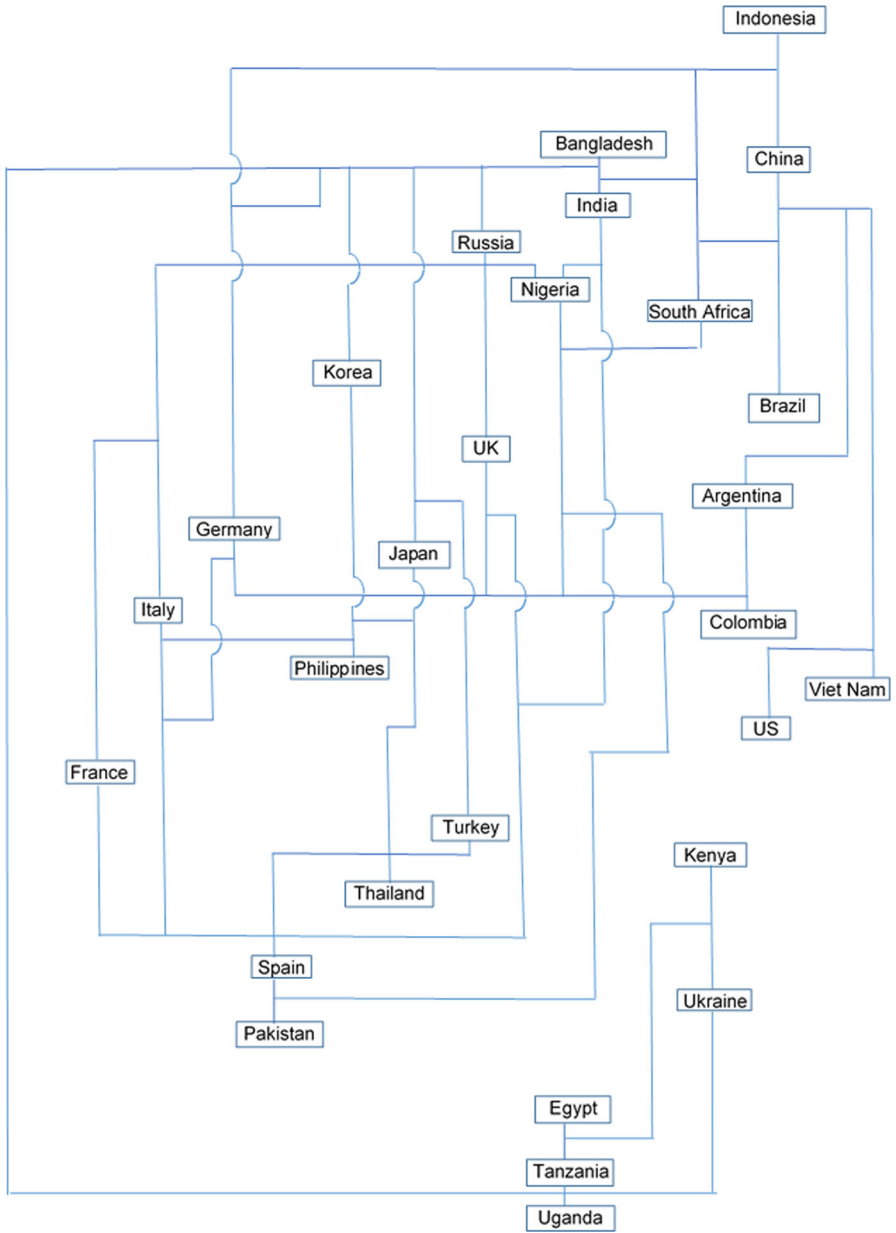 Indonesia
Bangladesh
China
India
Russia
Nigeria
South Africa
Korea
Brazil
UK
Argentina
Germany
Japan
Italy
Colombia
Philippines
Viet Nam
US
France
Turkey
Kenya
Thailand
Spain
Ukraine
Pakistan
Egypt
Tanzania
Uganda